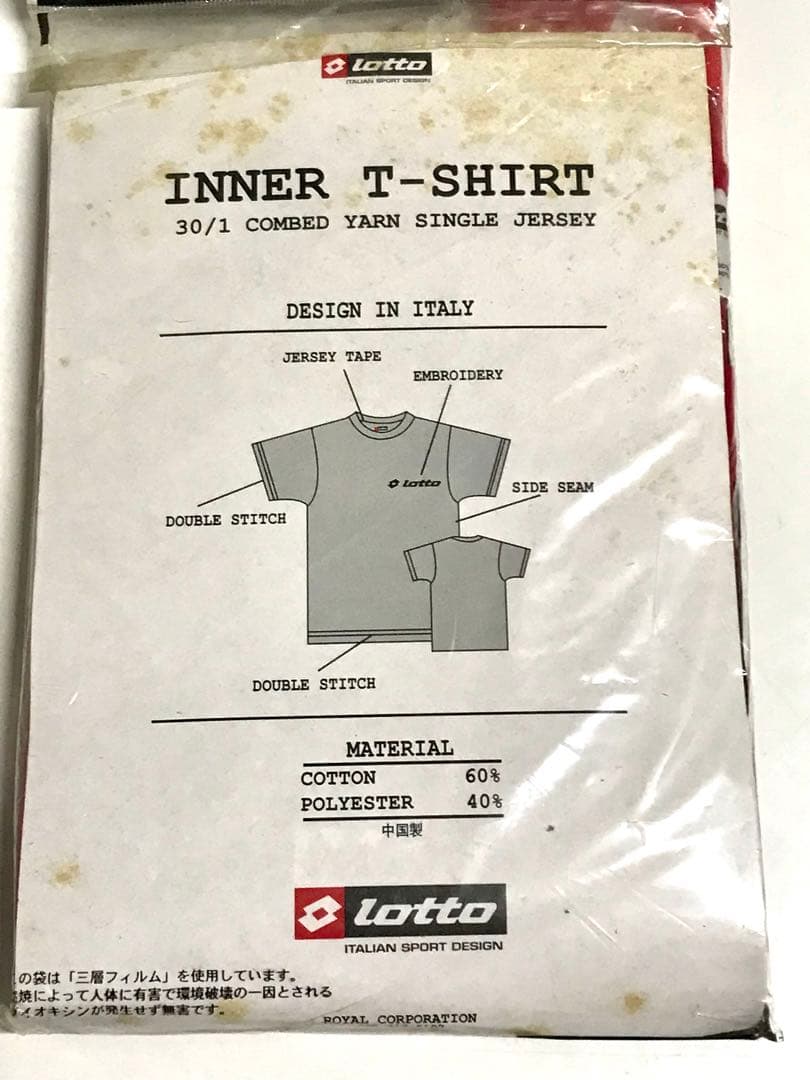 lotto
ITALIAN SPORT DESIGN
INNER T-SHIRT
30/1 COMBED YARN SINGLE JERSEY
DESIGN IN ITALY
JERSEY TAPE
EMBROIDERY
lotto
SIDE SEAM
DOUBLE STITCH
DOUBLE STITCH
MATERIAL
COTTON 60%
POLYESTER 40%
中国製
lotto
ITALIAN SPORT DESIGN
の袋は「三層フィルム」を使用しています。
焼によって人体に有害で環境破壊の一因とされる
イオキシンが発生せず無害です。
ROYAL CORPORATION